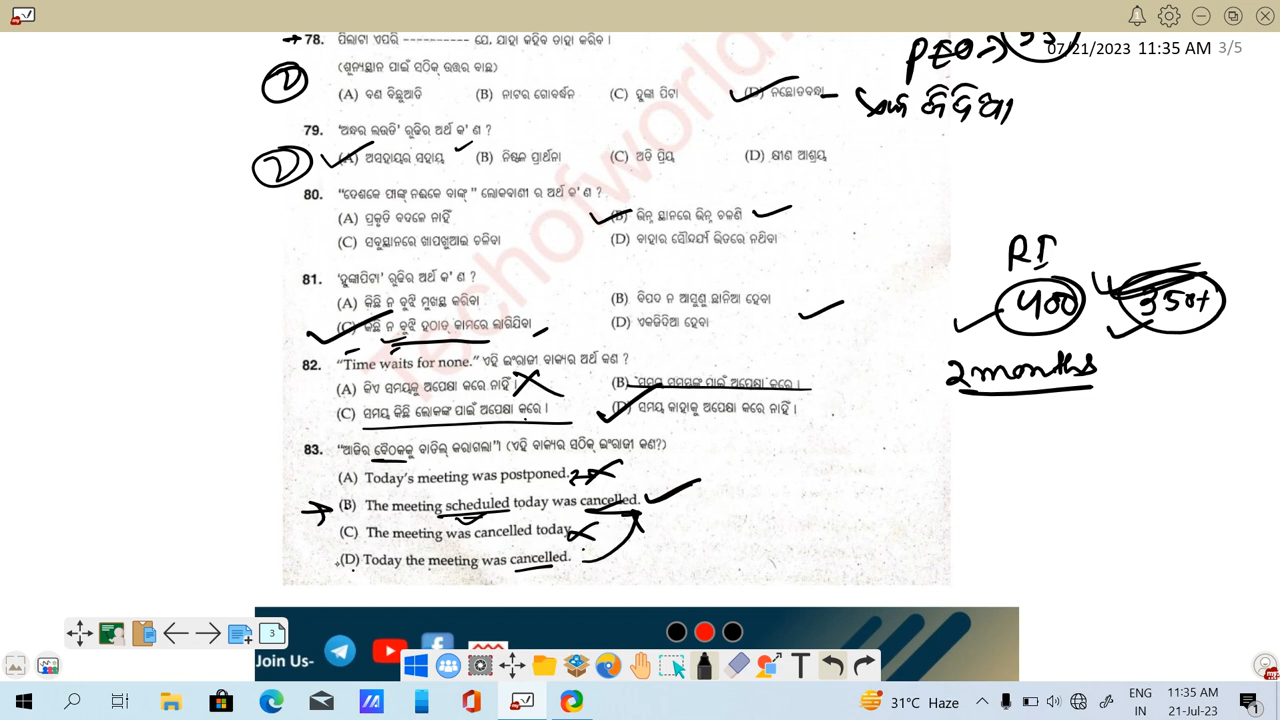 07/21/2023 11:35 AM 3/5
PEO
78. ପିଲାଟା ଏପରି ---------- ଯେ, ଯାହା କହିବ ତାହା କରିବ ।
(ଶୂନ୍ୟସ୍ଥାନ ପାଇଁ ସଠିକ୍ ଉତ୍ତର ବାଛ)
(A) ବଣ ବିଛୁଆତି (B) ନାଟର ଗୋବର୍ଦ୍ଧନ (C) ହୁଙ୍କା ପିଟା (D) ନଛୋଡବନ୍ଧା
79. 'ଅନ୍ଧର ଲଉଡି' ରୁଢିର ଅର୍ଥ କ'ଣ ?
(A) ଅସହାୟର ସହାୟ (B) ନିଷ୍ଫଳ ପ୍ରାର୍ଥନା (C) ଅତି ପ୍ରିୟ (D) କ୍ଷୀଣ ଆଶ୍ରୟ
80. "ଦେଶକେ ଫାଙ୍କ୍ ନଈକେ ବାଙ୍କ୍" ଲୋକବାଣୀ ର ଅର୍ଥ କ'ଣ ?
(A) ପ୍ରକୃତି ବଦଳେ ନାହିଁ (B) ଭିନ୍ନ ସ୍ଥାନରେ ଭିନ୍ନ ଚଳଣି
(C) ସବୁସ୍ଥାନରେ ଖାପଖୁଆଇ ଚଳିବା (D) ବାହାର ସୌନ୍ଦର୍ଯ୍ୟ ଭିତରେ ନଥିବା
RI
81. 'ହୁଙ୍କାପିଟା' ରୁଢିର ଅର୍ଥ କ'ଣ ?
(A) କିଛି ନ ବୁଝି ମୁଖସ୍ଥ କରିବା (B) ବିପଦ ନ ଆସୁଣୁ ଛାନିଆ ହେବା
400 350+
(C) କିଛି ନ ବୁଝି ହଠାତ୍ କାମରେ ଲାଗିଯିବା (D) ଏକଜିଦିଆ ହେବା
82. "Time waits for none." ଏହି ଇଂରାଜୀ ବାକ୍ୟର ଅର୍ଥ କଣ ?
2 months
(A) କିଏ ସମୟକୁ ଅପେକ୍ଷା କରେ ନାହିଁ । (B) ସମୟ ସମସ୍ତଙ୍କ ପାଇଁ ଅପେକ୍ଷା କରେ ।
(C) ସମୟ କିଛି ଲୋକଙ୍କ ପାଇଁ ଅପେକ୍ଷା କରେ । (D) ସମୟ କାହାକୁ ଅପେକ୍ଷା କରେ ନାହିଁ ।
83. "ଆଜିର ବୈଠକକୁ ବାତିଲ୍ କରାଗଲା"। (ଏହି ବାକ୍ୟର ସଠିକ୍ ଇଂରାଜୀ କଣ?)
(A) Today's meeting was postponed.
(B) The meeting scheduled today was cancelled.
(C) The meeting was cancelled today.
(D) Today the meeting was cancelled.
Techofworld.
3
Join Us-
31°C Haze
ENG
IN
11:35 AM
21-Jul-23